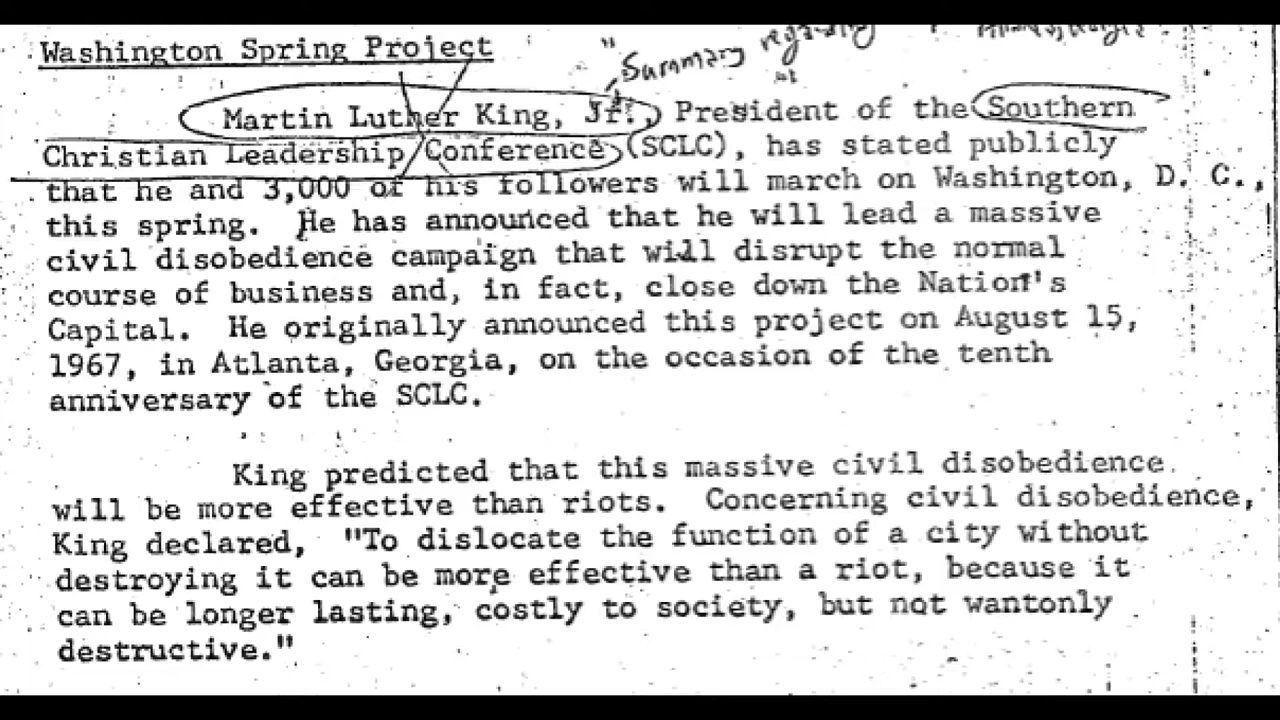 Washington Spring Project
"Summary regarding
Martin Luther King, Jr., President of the Southern
Christian Leadership Conference (SCLC), has stated publicly
that he and 3,000 of his followers will march on Washington, D. C.,
this spring. He has announced that he will lead a massive
civil disobedience campaign that will disrupt the normal
course of business and, in fact, close down the Nation's
Capital. He originally announced this project on August 15,
1967, in Atlanta, Georgia, on the occasion of the tenth
anniversary of the SCLC.
King predicted that this massive civil disobedience
will be more effective than riots. Concerning civil disobedience,
King declared, "To dislocate the function of a city without
destroying it can be more effective than a riot, because it
can be longer lasting, costly to society, but not wantonly
destructive."